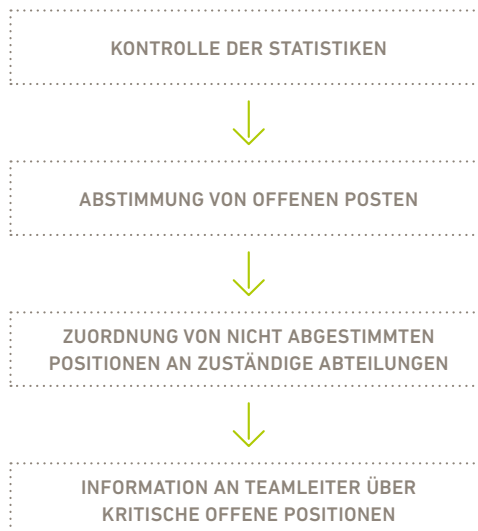 KONTROLLE DER STATISTIKEN
ABSTIMMUNG VON OFFENEN POSTEN
ZUORDNUNG VON NICHT ABGESTIMMTEN
POSITIONEN AN ZUSTÄNDIGE ABTEILUNGEN
INFORMATION AN TEAMLEITER ÜBER
KRITISCHE OFFENE POSITIONEN